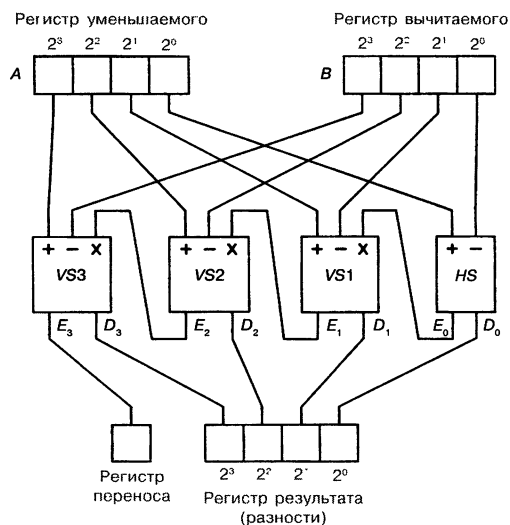 Регистр уменьшаемого
Регистр вычитаемого
2³ 2² 2¹ 2⁰
2³ 2² 2¹ 2⁰
A
B
+ − X
+ − X
+ − X
+ −
VS3
VS2
VS1
HS
E₃ D₃
E₂ D₂
E₁ D₁
E₀ D₀
2³ 2² 2¹ 2⁰
Регистр
переноса
Регистр результата
(разности)